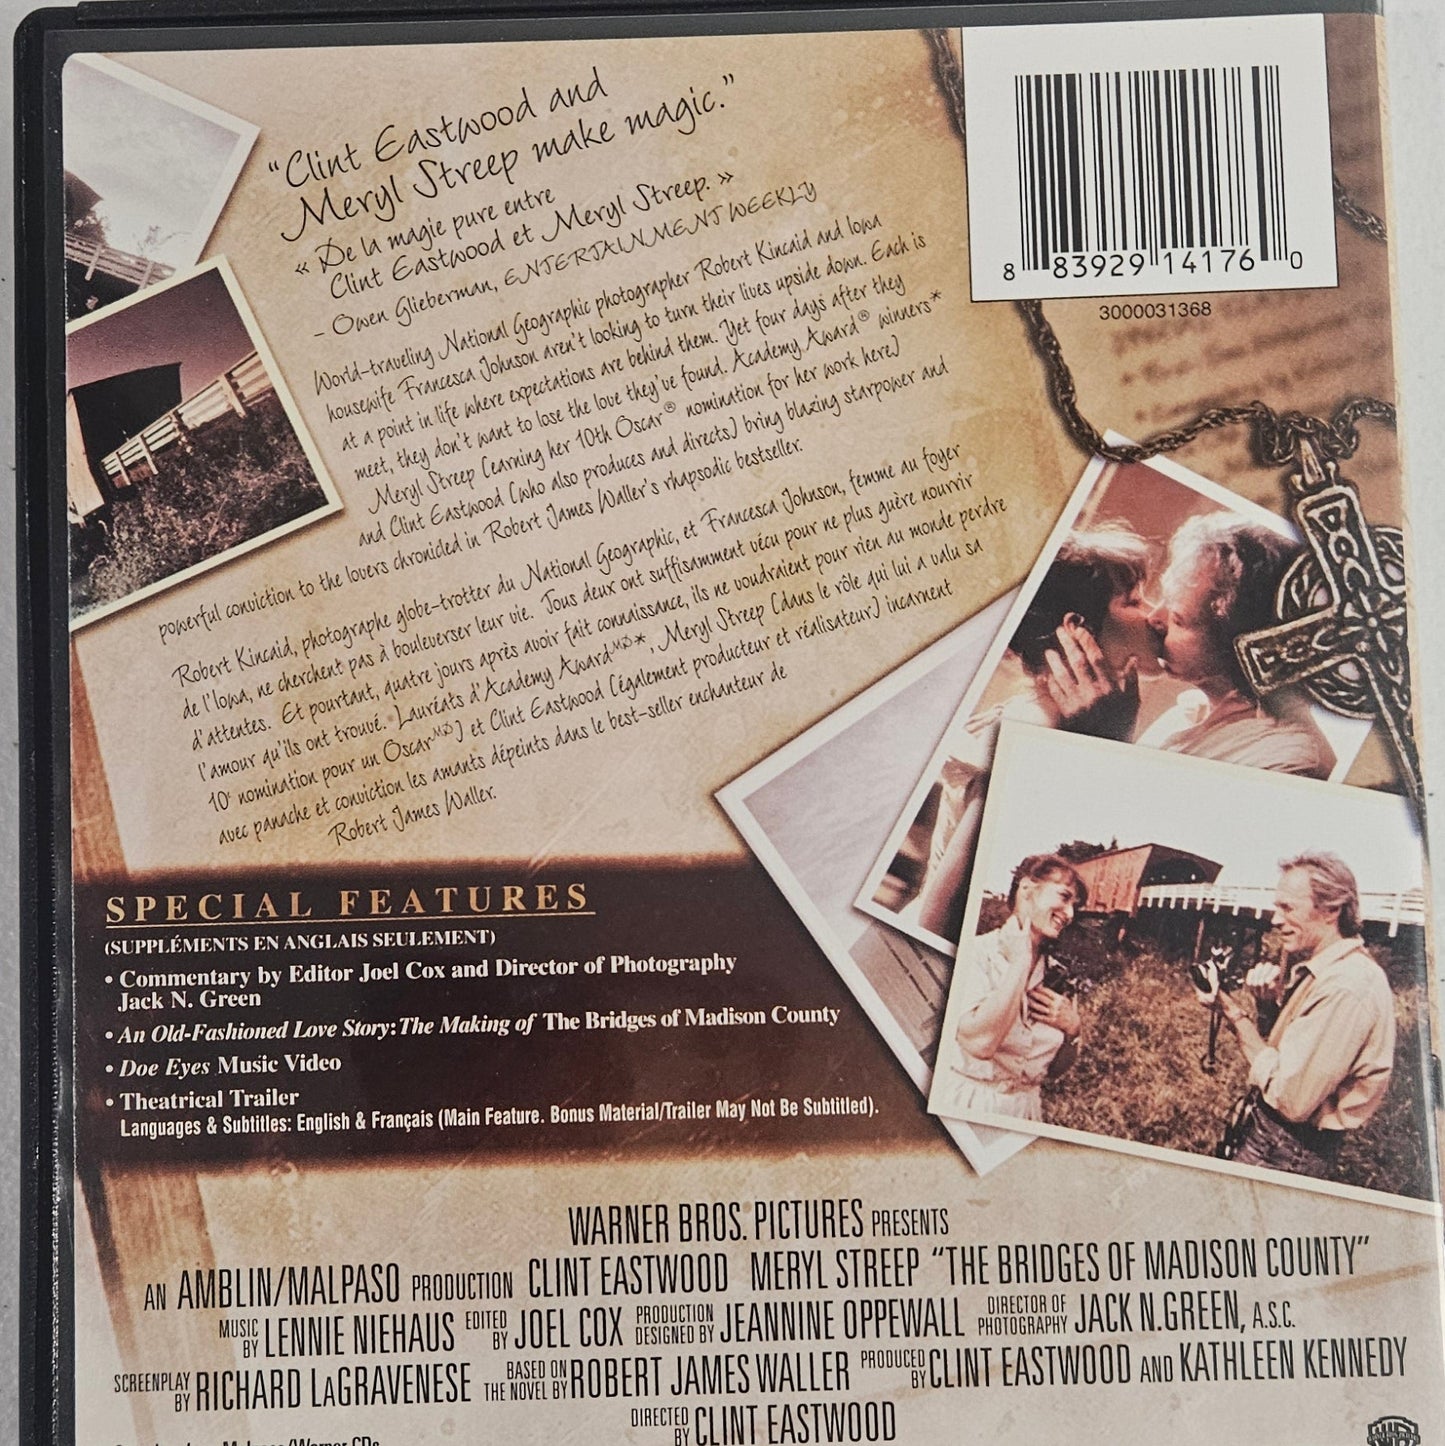 "Clint Eastwood and
Meryl Streep make magic."
« De la magie pure entre
Clint Eastwood et Meryl Streep. »
– Owen Glieberman, ENTERTAINMENT WEEKLY
World-traveling National Geographic photographer Robert Kincaid and Iowa
housewife Francesca Johnson aren't looking to turn their lives upside down. Each is
at a point in life where expectations are behind them. Yet four days after they
meet, they don't want to lose the love they've found. Academy Award® winners*
Meryl Streep (earning her 10th Oscar® nomination for her work here)
and Clint Eastwood (who also produces and directs) bring blazing starpower and
powerful conviction to the lovers chronicled in Robert James Waller's rhapsodic bestseller.
Robert Kincaid, photographe globe-trotter du National Geographic, et Francesca Johnson, femme au foyer
de l'Iowa, ne cherchent pas à bouleverser leur vie. Tous deux ont suffisamment vécu pour ne plus guère nourrir
d'attentes. Et pourtant, quatre jours après avoir fait connaissance, ils ne voudraient pour rien au monde perdre
l'amour qu'ils ont trouvé. Lauréats d'Academy AwardMD*, Meryl Streep (dans le rôle qui lui a valu sa
10e nomination pour un OscarMD) et Clint Eastwood (également producteur et réalisateur) incarnent
avec panache et conviction les amants dépeints dans le best-seller enchanteur de
Robert James Waller.
8 83929 14176 0
3000031368
SPECIAL FEATURES
(SUPPLÉMENTS EN ANGLAIS SEULEMENT)
• Commentary by Editor Joel Cox and Director of Photography
Jack N. Green
• An Old-Fashioned Love Story: The Making of The Bridges of Madison County
• Doe Eyes Music Video
• Theatrical Trailer
Languages & Subtitles: English & Français (Main Feature. Bonus Material/Trailer May Not Be Subtitled).
WARNER BROS. PICTURES PRESENTS
AN AMBLIN/MALPASO PRODUCTION CLINT EASTWOOD MERYL STREEP "THE BRIDGES OF MADISON COUNTY"
MUSIC BY LENNIE NIEHAUS EDITED BY JOEL COX PRODUCTION DESIGNED BY JEANNINE OPPEWALL DIRECTOR OF PHOTOGRAPHY JACK N. GREEN, A.S.C.
SCREENPLAY BY RICHARD LAGRAVENESE BASED ON THE NOVEL BY ROBERT JAMES WALLER PRODUCED BY CLINT EASTWOOD AND KATHLEEN KENNEDY
DIRECTED BY CLINT EASTWOOD